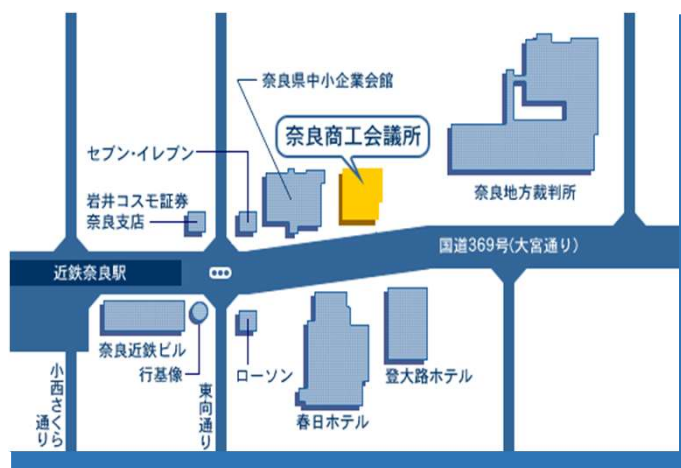 奈良県中小企業会館
奈良商工会議所
セブン・イレブン
岩井コスモ証券
奈良支店
奈良地方裁判所
国道369号(大宮通り)
近鉄奈良駅
奈良近鉄ビル
行基像
ローソン
登大路ホテル
春日ホテル
小西さくら
通り
東向通り